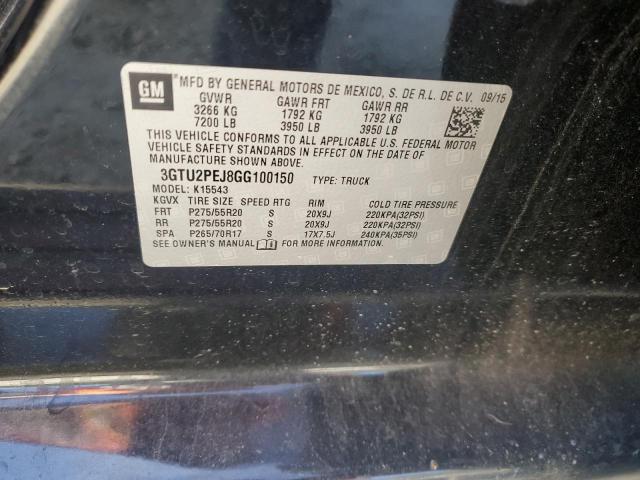 GM
MFD BY GENERAL MOTORS DE MEXICO, S. DE R.L. DE C.V. 09/15
GVWR GAWR FRT GAWR RR
3266 KG 1792 KG 1792 KG
7200 LB 3950 LB 3950 LB
THIS VEHICLE CONFORMS TO ALL APPLICABLE U.S. FEDERAL MOTOR
VEHICLE SAFETY STANDARDS IN EFFECT ON THE DATE OF
MANUFACTURE SHOWN ABOVE.
3GTU2PEJ8GG100150 TYPE: TRUCK
MODEL: K15543
KGVX TIRE SIZE SPEED RTG RIM COLD TIRE PRESSURE
FRT P275/55R20 S 20X9J 220KPA(32PSI)
RR P275/55R20 S 20X9J 220KPA(32PSI)
SPA P265/70R17 S 17X7.5J 240KPA(35PSI)
SEE OWNER'S MANUAL FOR MORE INFORMATION.